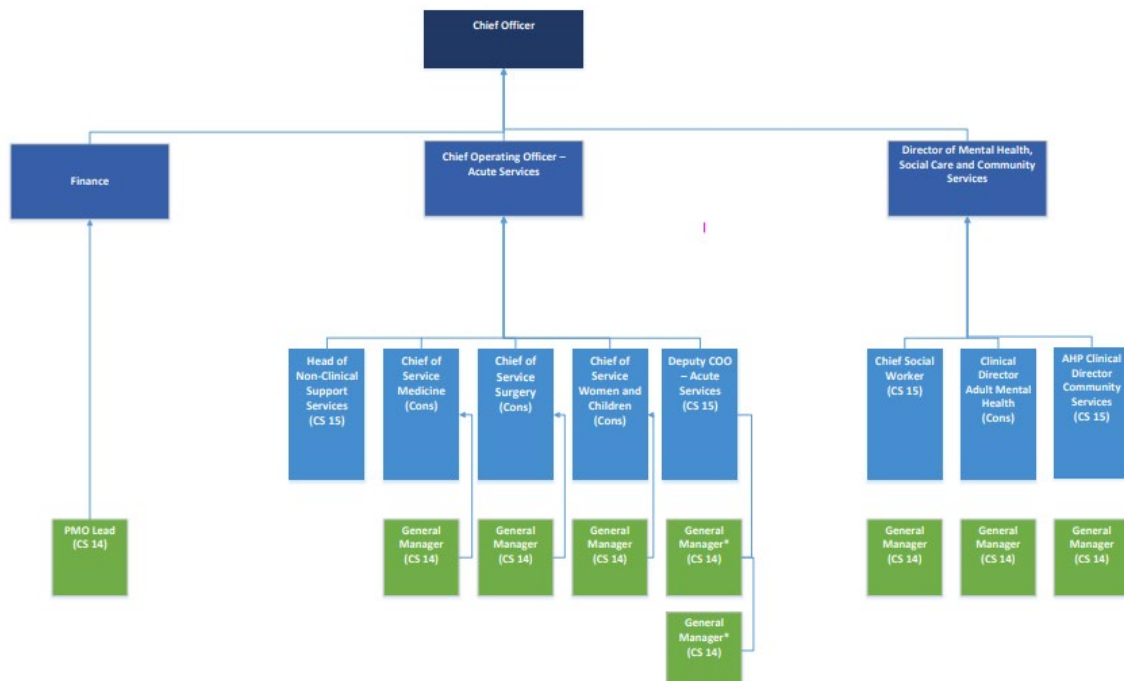 Chief Officer
Finance
Chief Operating Officer –
Acute Services
Director of Mental Health,
Social Care and Community
Services
Head of
Non-Clinical
Support
Services
(CS 15)
Chief of
Service
Medicine
(Cons)
Chief of
Service
Surgery
(Cons)
Chief of
Service
Women and
Children
(Cons)
Deputy COO
– Acute
Services
(CS 15)
Chief Social
Worker
(CS 15)
Clinical
Director
Adult Mental
Health
(Cons)
AHP Clinical
Director
Community
Services
(CS 15)
PMO Lead
(CS 14)
General
Manager
(CS 14)
General
Manager
(CS 14)
General
Manager
(CS 14)
General
Manager*
(CS 14)
General
Manager
(CS 14)
General
Manager
(CS 14)
General
Manager
(CS 14)
General
Manager*
(CS 14)